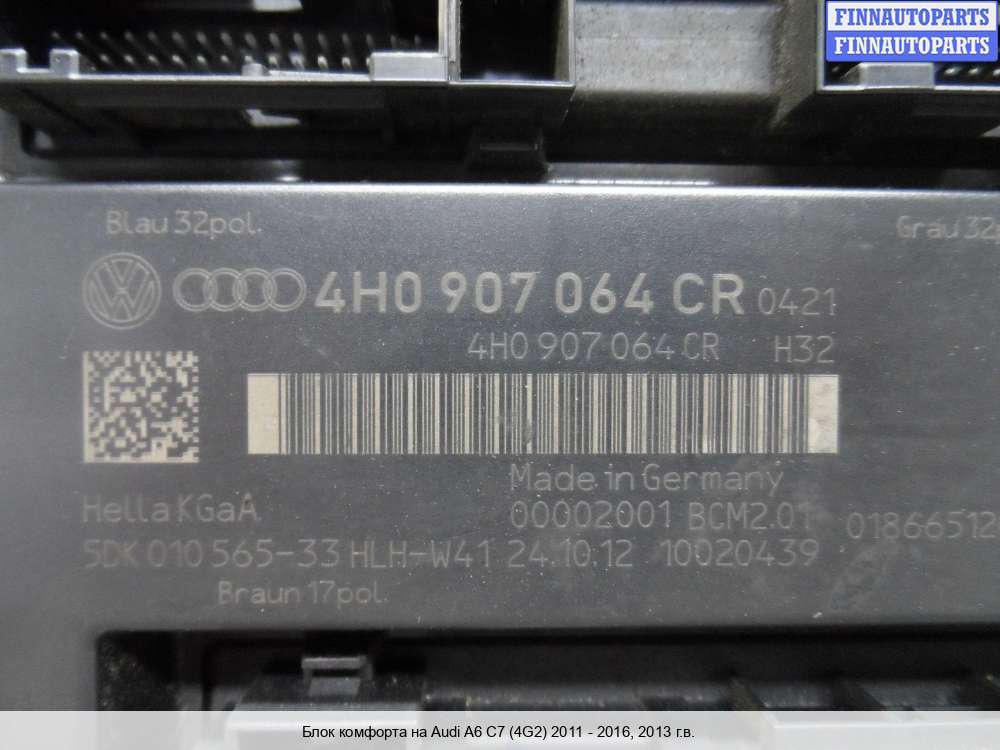 FINNAUTOPARTS
FINNAUTOPARTS
Blau 32pol.
Grau 32p
4H0 907 064 CR 0421
4H0 907 064 CR H32
Made in Germany
Hella KGaA
00002001 BCM2.01 01866512
5DK 010 565-33 HLH-W41 24.10.12 10020439
Braun 17pol.
Блок комфорта на Audi A6 C7 (4G2) 2011 - 2016, 2013 г.в.